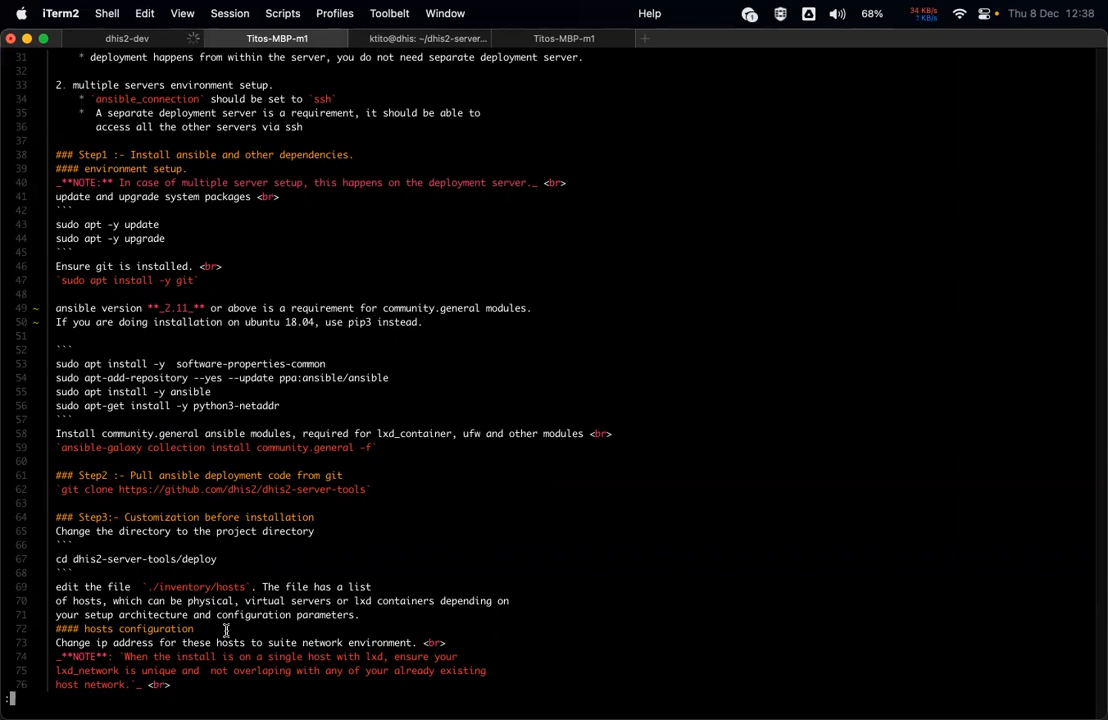 iTerm2 Shell Edit View Session Scripts Profiles Toolbelt Window Help 68% 34 KB/s 1 KB/s Thu 8 Dec 12:38
dhis2-dev Titos-MBP-m1 ktito@dhis: ~/dhis2-server... Titos-MBP-m1 +
31 * deployment happens from within the server, you do not need separate deployment server.
32
33 2. multiple servers environment setup.
34 * `ansible_connection` should be set to `ssh`
35 * A separate deployment server is a requirement, it should be able to
36 access all the other servers via ssh
37
38 ### Step1 :- Install ansible and other dependencies.
39 #### environment setup.
40 _**NOTE:** In case of multiple server setup, this happens on the deployment server._ <br>
41 update and upgrade system packages <br>
42 ```
43 sudo apt -y update
44 sudo apt -y upgrade
45 ```
46 Ensure git is installed. <br>
47 `sudo apt install -y git`
48
49 ~ ansible version **_2.11_** or above is a requirement for community.general modules.
50 ~ If you are doing installation on ubuntu 18.04, use pip3 instead.
51
52 ```
53 sudo apt install -y software-properties-common
54 sudo apt-add-repository --yes --update ppa:ansible/ansible
55 sudo apt install -y ansible
56 sudo apt-get install -y python3-netaddr
57 ```
58 Install community.general ansible modules, required for lxd_container, ufw and other modules <br>
59 `ansible-galaxy collection install community.general -f`
60
61 ### Step2 :- Pull ansible deployment code from git
62 `git clone https://github.com/dhis2/dhis2-server-tools`
63
64 ### Step3:- Customization before installation
65 Change the directory to the project directory
66 ```
67 cd dhis2-server-tools/deploy
68 ```
69 edit the file `./inventory/hosts`. The file has a list
70 of hosts, which can be physical, virtual servers or lxd containers depending on
71 your setup architecture and configuration parameters.
72 #### hosts configuration
73 Change ip address for these hosts to suite network environment. <br>
74 _**NOTE**: `When the install is on a single host with lxd, ensure your
75 lxd_network is unique and not overlaping with any of your already existing
76 host network.`_ <br>
: